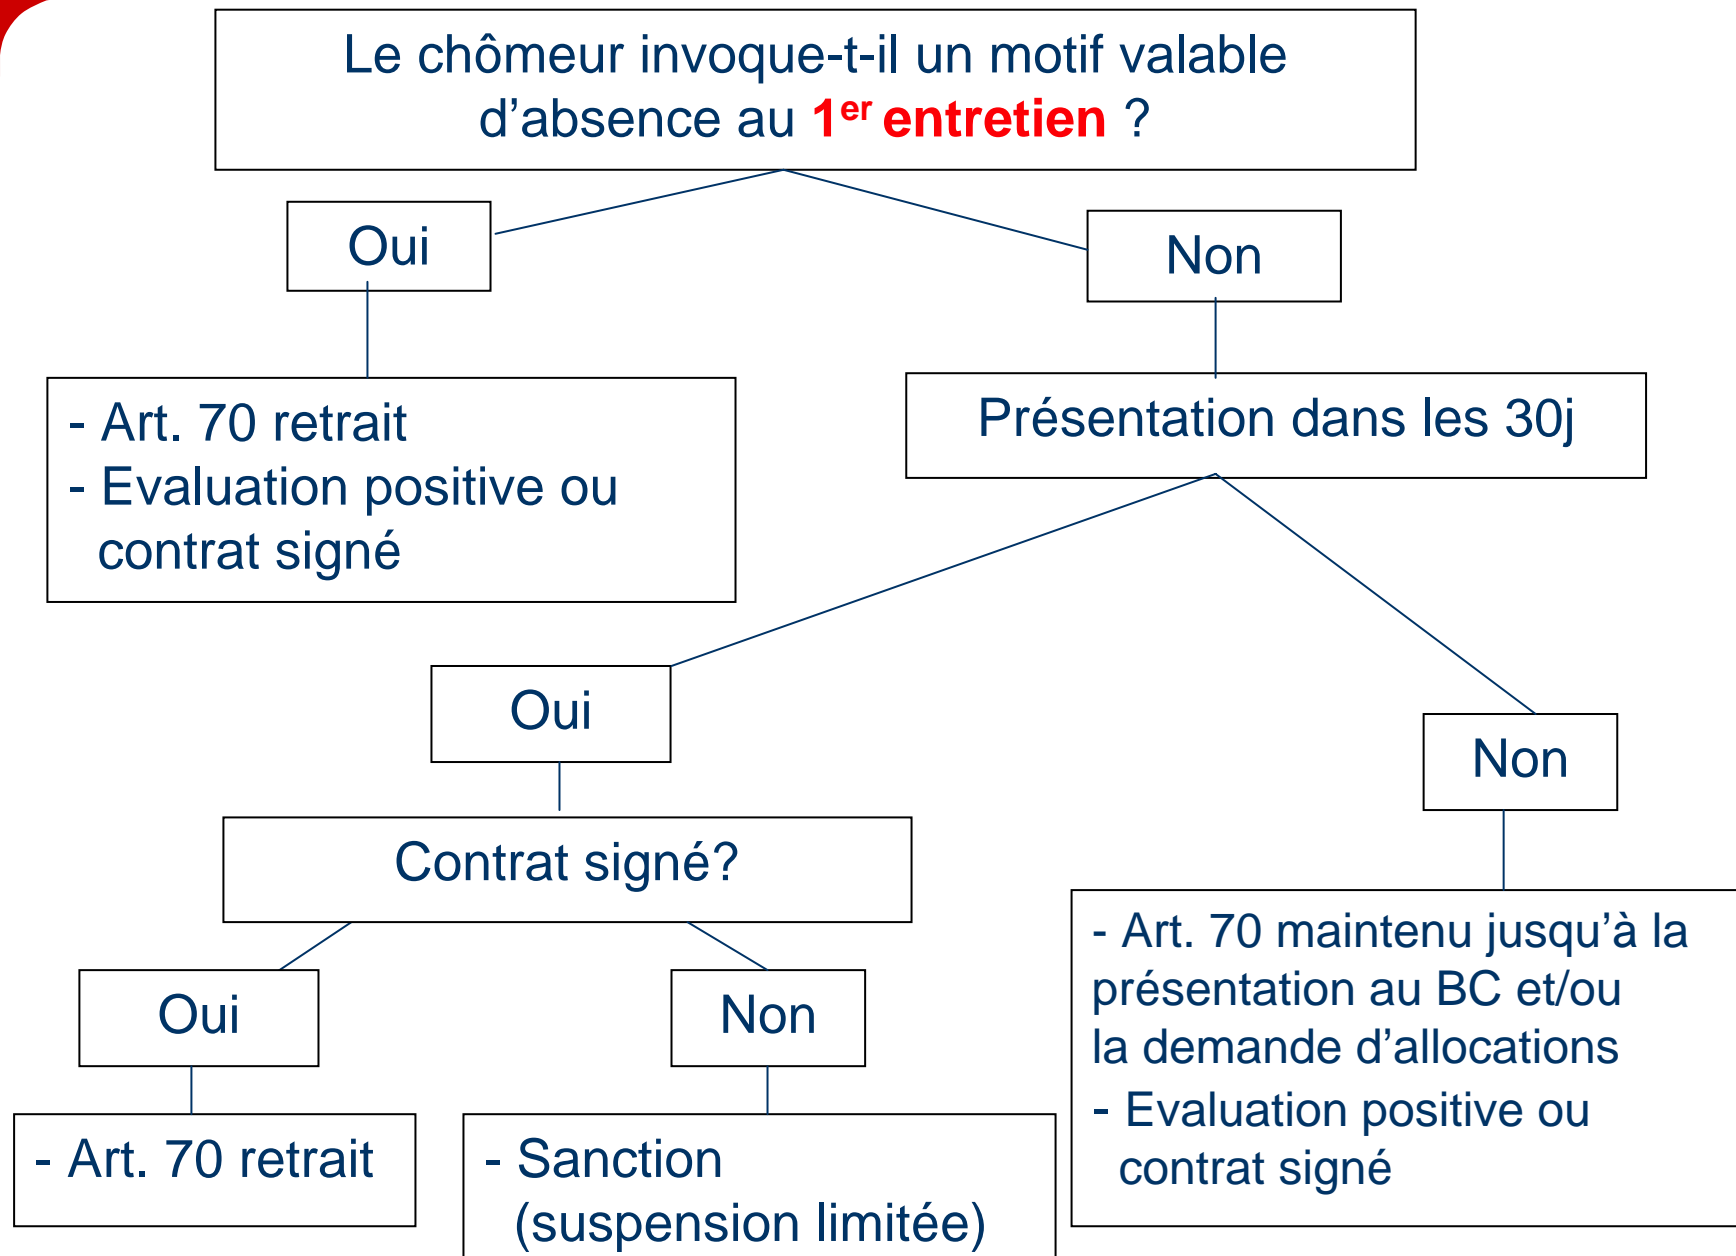 Le chômeur invoque-t-il un motif valable
d’absence au 1er entretien ?
Oui
Non
- Art. 70 retrait
- Evaluation positive ou
contrat signé
Présentation dans les 30j
Oui
Non
Contrat signé?
- Art. 70 maintenu jusqu’à la
présentation au BC et/ou
la demande d’allocations
- Evaluation positive ou
contrat signé
Oui
Non
- Art. 70 retrait
- Sanction
(suspension limitée)